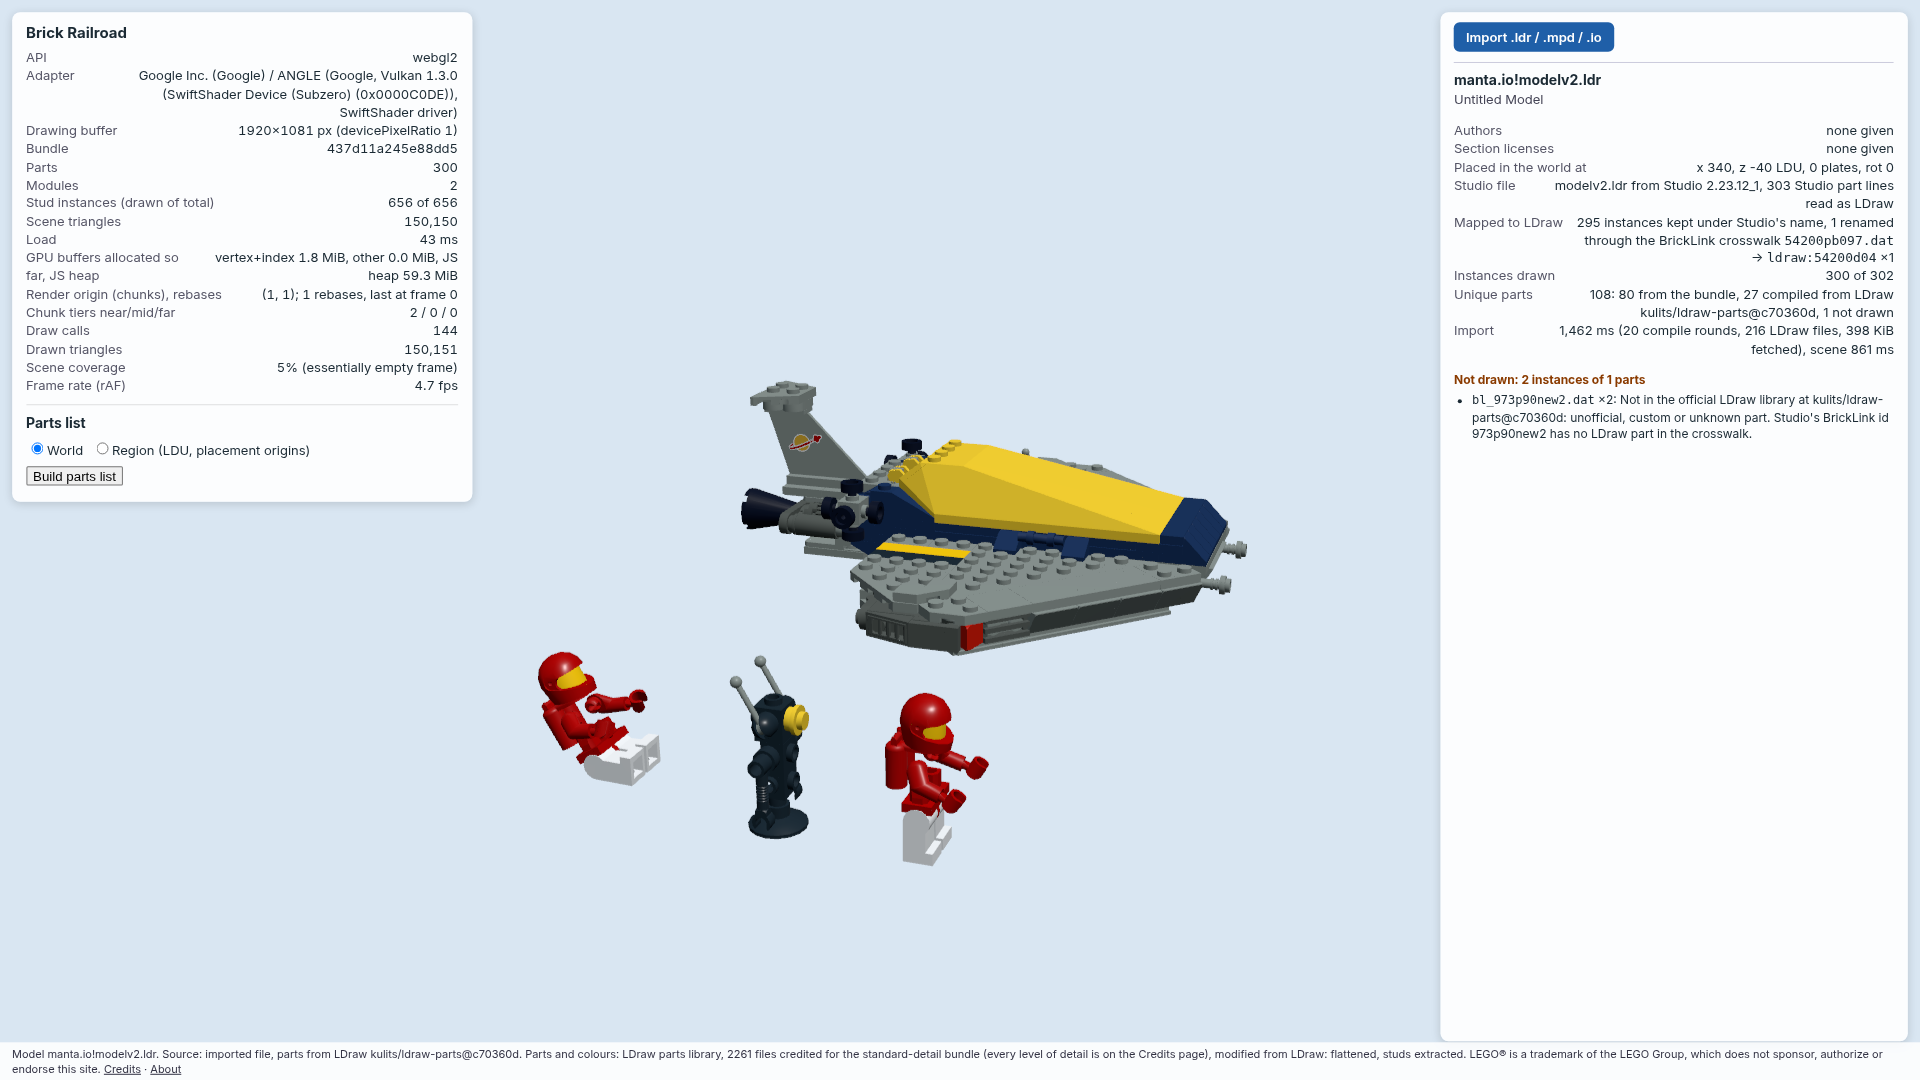 Brick Railroad
API webgl2
Adapter Google Inc. (Google) / ANGLE (Google, Vulkan 1.3.0
(SwiftShader Device (Subzero) (0x0000C0DE)),
SwiftShader driver)
Drawing buffer 1920×1081 px (devicePixelRatio 1)
Bundle 437d11a245e88dd5
Parts 300
Modules 2
Stud instances (drawn of total) 656 of 656
Scene triangles 150,150
Load 43 ms
GPU buffers allocated so vertex+index 1.8 MiB, other 0.0 MiB, JS
far, JS heap heap 59.3 MiB
Render origin (chunks), rebases (1, 1); 1 rebases, last at frame 0
Chunk tiers near/mid/far 2 / 0 / 0
Draw calls 144
Drawn triangles 150,151
Scene coverage 5% (essentially empty frame)
Frame rate (rAF) 4.7 fps
Parts list
World Region (LDU, placement origins)
Build parts list
Import .ldr / .mpd / .io
manta.io!modelv2.ldr
Untitled Model
Authors none given
Section licenses none given
Placed in the world at x 340, z -40 LDU, 0 plates, rot 0
Studio file modelv2.ldr from Studio 2.23.12_1, 303 Studio part lines
read as LDraw
Mapped to LDraw 295 instances kept under Studio's name, 1 renamed
through the BrickLink crosswalk 54200pb097.dat
→ ldraw:54200d04 ×1
Instances drawn 300 of 302
Unique parts 108: 80 from the bundle, 27 compiled from LDraw
kulits/ldraw-parts@c70360d, 1 not drawn
Import 1,462 ms (20 compile rounds, 216 LDraw files, 398 KiB
fetched), scene 861 ms
Not drawn: 2 instances of 1 parts
• bl_973p90new2.dat ×2: Not in the official LDraw library at kulits/ldraw-
parts@c70360d: unofficial, custom or unknown part. Studio's BrickLink id
973p90new2 has no LDraw part in the crosswalk.
Model manta.io!modelv2.ldr. Source: imported file, parts from LDraw kulits/ldraw-parts@c70360d. Parts and colours: LDraw parts library, 2261 files credited for the standard-detail bundle (every level of detail is on the Credits page), modified from LDraw: flattened, studs extracted. LEGO® is a trademark of the LEGO Group, which does not sponsor, authorize or
endorse this site. Credits · About